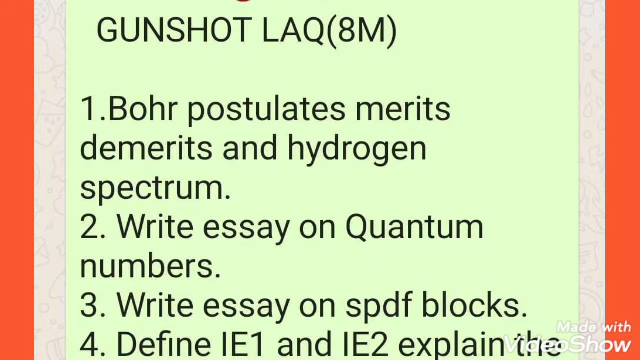 GUNSHOT LAQ(8M)
1.Bohr postulates merits
demerits and hydrogen
spectrum.
2. Write essay on Quantum
numbers.
3. Write essay on spdf blocks.
4. Define IE1 and IE2 explain the
Made with
VideoShow